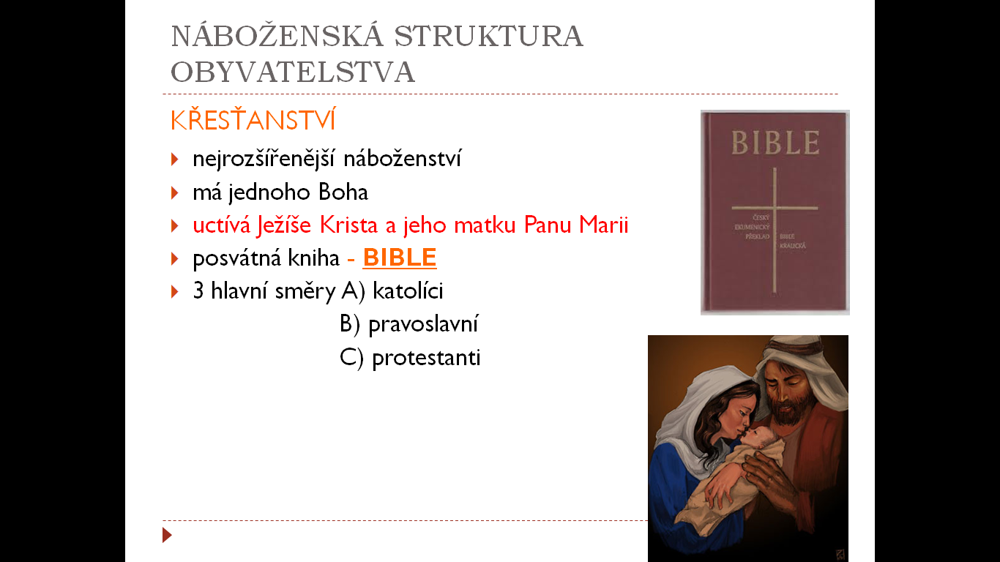 NÁBOŽENSKÁ STRUKTURA
OBYVATELSTVA
KŘESŤANSTVÍ
nejrozšířenější náboženství
má jednoho Boha
uctívá Ježíše Krista a jeho matku Panu Marii
posvátná kniha - BIBLE
3 hlavní směry A) katolíci
B) pravoslavní
C) protestanti
BIBLE
ČESKÝ
EKUMENICKÝ
PŘEKLAD
BIBLE
KRALICKÁ